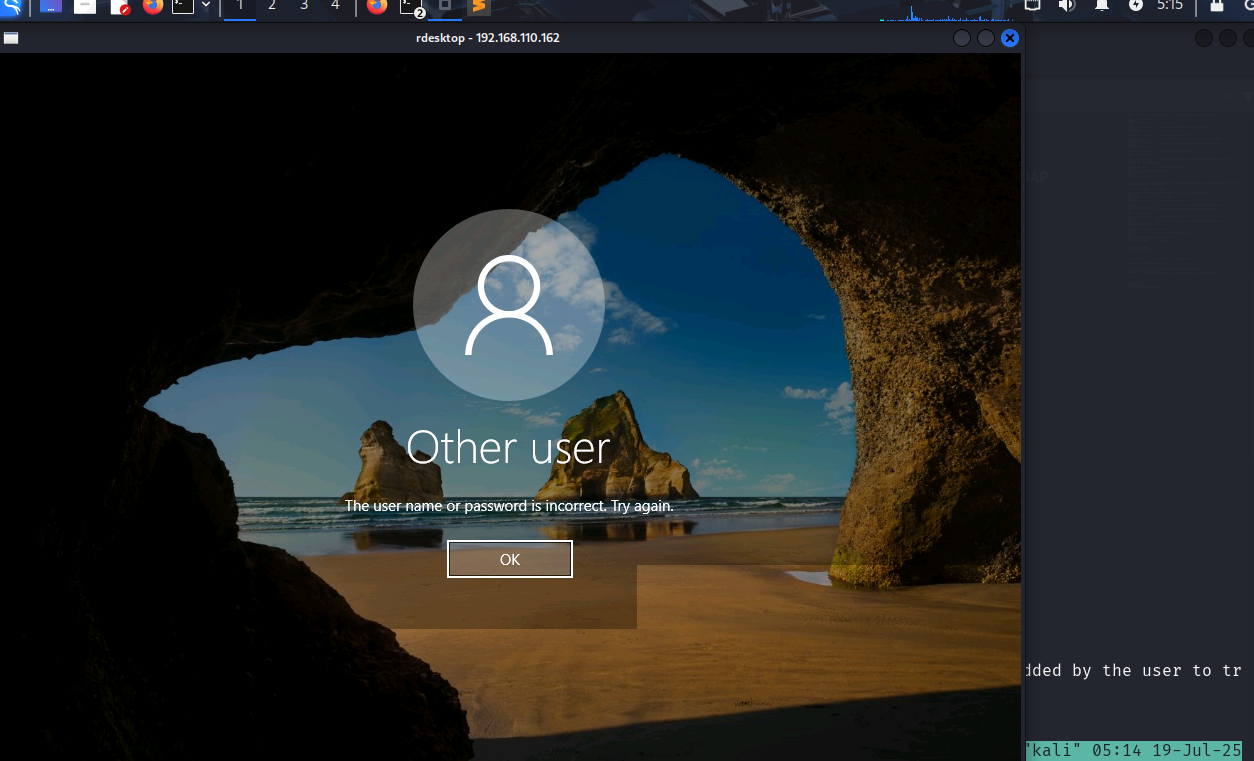 1 2 3 4 2 5:15
rdesktop - 192.168.110.162
DAP
Other user
The user name or password is incorrect. Try again.
OK
dded by the user to tr
"kali" 05:14 19-Jul-25